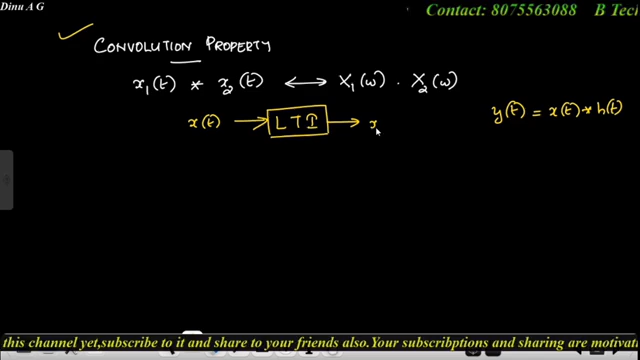 Dinu A G
Contact: 8075563088 B Tech
CONVOLUTION PROPERTY
x₁(t) * x₂(t) ⟷ X₁(ω) . X₂(ω)
x(t) → LTI → x
y(t) = x(t) * h(t)
this channel yet,subscribe to it and share to your friends also.Your subscribptions and sharing are motivat